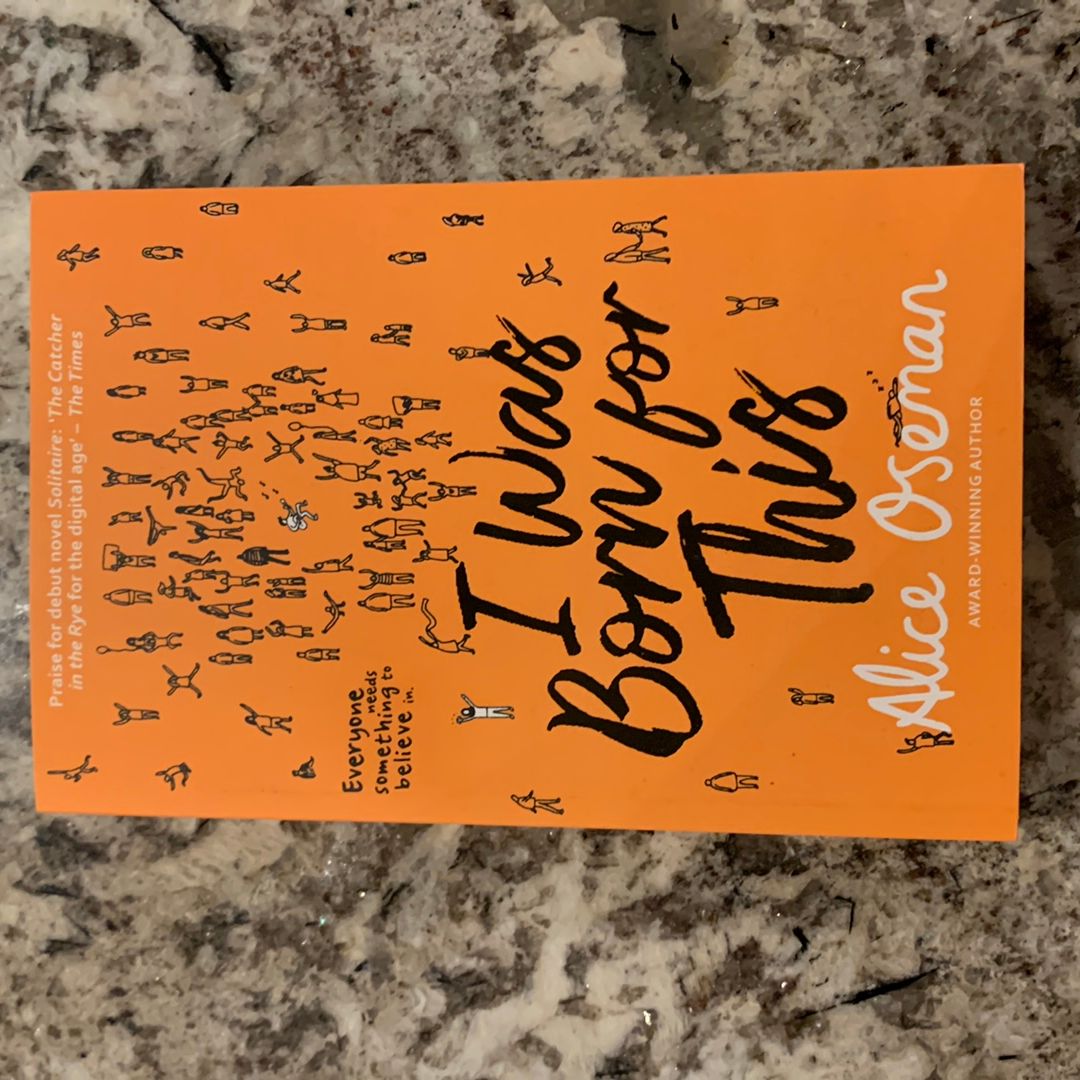 Praise for debut novel Solitaire: 'The Catcher
in the Rye for the digital age' – The Times
Everyone
needs
something to
believe in.
I Was
Born for
This
Alice Oseman
AWARD-WINNING AUTHOR